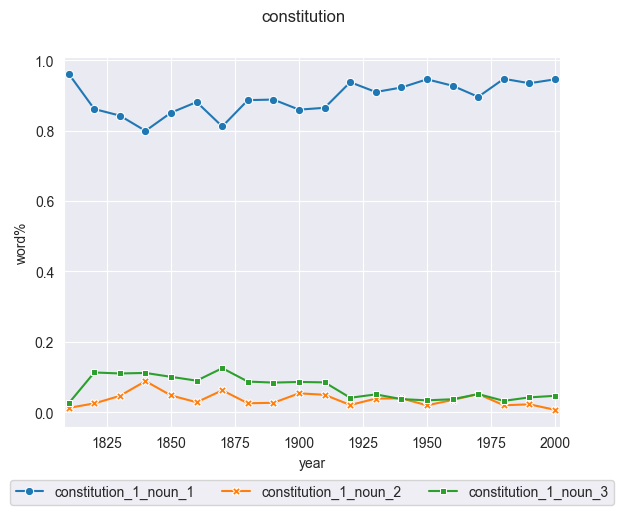 constitution
1.0
0.8
0.6
0.4
0.2
0.0
word%
1825 1850 1875 1900 1925 1950 1975 2000
year
constitution_1_noun_1 constitution_1_noun_2 constitution_1_noun_3